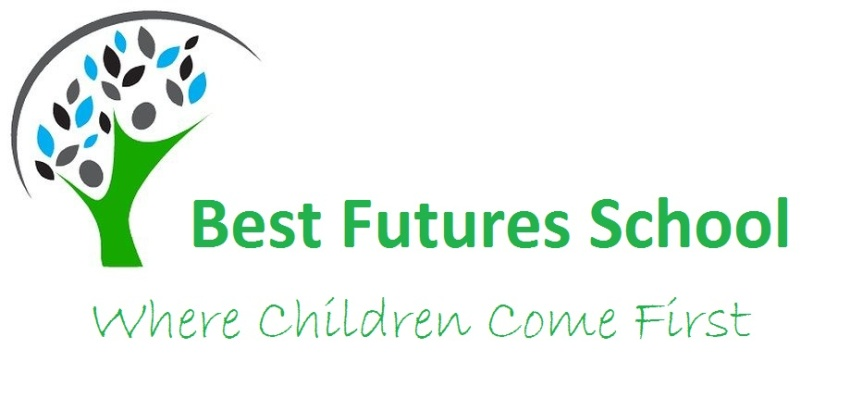 Best Futures School
Where Children Come First